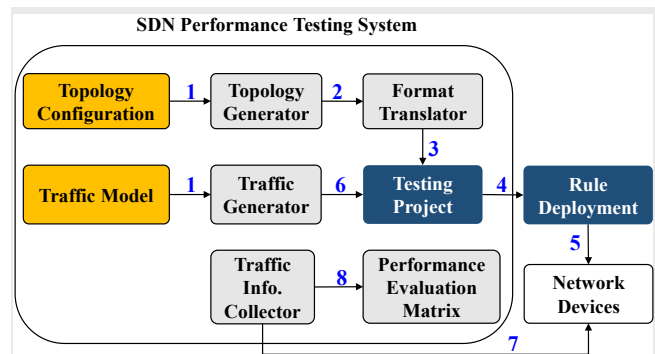 SDN Performance Testing System
Topology
Configuration
1
Topology
Generator
2
Format
Translator
3
Traffic Model
1
Traffic
Generator
6
Testing
Project
4
Rule
Deployment
5
Traffic
Info.
Collector
8
Performance
Evaluation
Matrix
Network
Devices
7